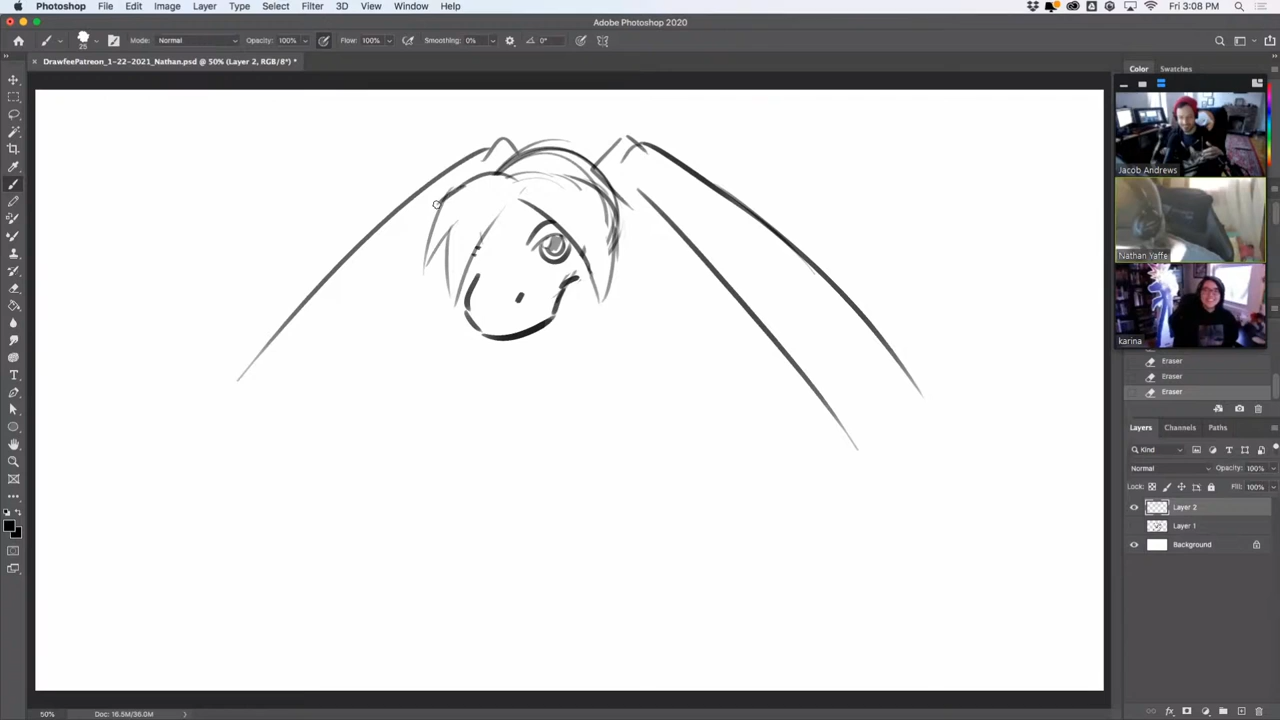 Photoshop File Edit Image Layer Type Select Filter 3D View Window Help Fri 3:08 PM
Adobe Photoshop 2020
25 Mode: Normal Opacity: 100% Flow: 100% Smoothing: 0% 0°
DrawfeePatreon_1-22-2021_Nathan.psd @ 50% (Layer 2, RGB/8*) *
Color Swatches
Jacob Andrews
Nathan Yaffe
karina
Eraser
Eraser
Eraser
Layers Channels Paths
Kind
Normal Opacity: 100%
Lock: Fill: 100%
Layer 2
Layer 1
Background
50% Doc: 16.5M/36.0M